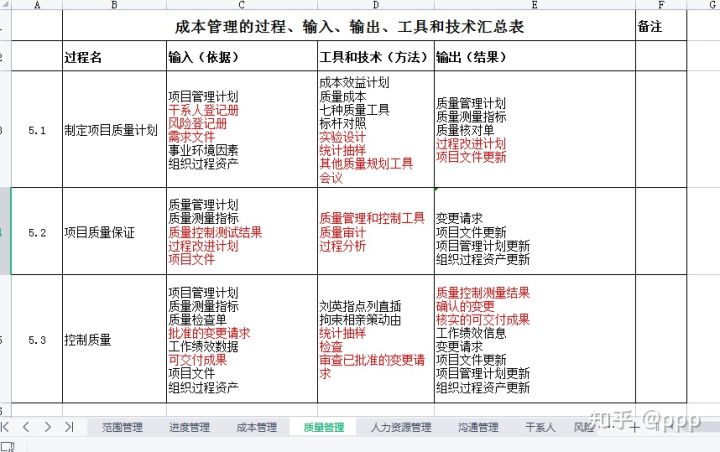 A B C D E F G
成本管理的过程、输入、输出、工具和技术汇总表 备注
2 过程名 输入（依据） 工具和技术（方法） 输出（结果）
5.1 制定项目质量计划
项目管理计划
干系人登记册
风险登记册
需求文件
事业环境因素
组织过程资产
成本效益计划
质量成本
七种质量工具
标杆对照
实验设计
统计抽样
其他质量规划工具
会议
质量管理计划
质量测量指标
质量核对单
过程改进计划
项目文件更新
5.2 项目质量保证
质量管理计划
质量测量指标
质量控制测试结果
过程改进计划
项目文件
质量管理和控制工具
质量审计
过程分析
变更请求
项目文件更新
项目管理计划更新
组织过程资产更新
5.3 控制质量
项目管理计划
质量测量指标
质量检查单
批准的变更请求
工作绩效数据
可交付成果
项目文件
组织过程资产
刘英指点列直插
拘束相亲策动由
统计抽样
检查
审查已批准的变更请
求
质量控制测量结果
确认的变更
核实的可交付成果
工作绩效信息
变更请求
项目文件更新
项目管理计划更新
组织过程资产更新
范围管理 进度管理 成本管理 质量管理 人力资源管理 沟通管理 干系人 风险 ···
知乎 @ppp